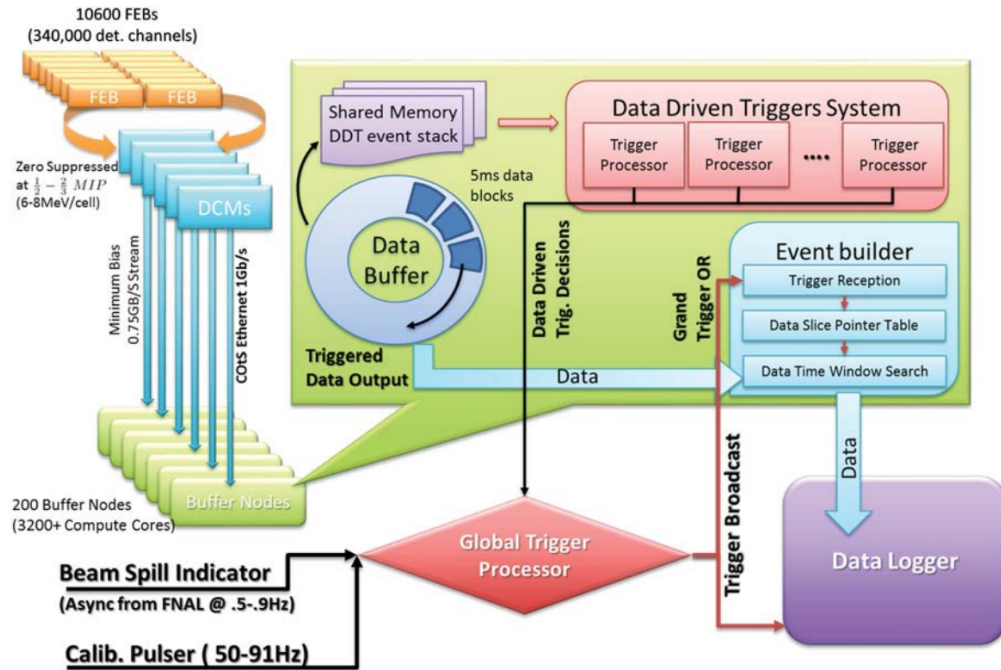 10600 FEBs
(340,000 det. channels)
FEB
FEB
Zero Suppressed
at 1/2 - 2/3 MIP
(6-8MeV/cell)
DCMs
Minimum Bias
0.75GB/S Stream
COtS Ethernet 1Gb/s
200 Buffer Nodes
(3200+ Compute Cores)
Buffer Nodes
Shared Memory
DDT event stack
5ms data
blocks
Data
Buffer
Triggered
Data Output
Data Driven Triggers System
Trigger
Processor
Trigger
Processor
....
Trigger
Processor
Data Driven
Trig. Decisions
Grand
Trigger OR
Event builder
Trigger Reception
Data Slice Pointer Table
Data Time Window Search
Data
Data
Trigger Broadcast
Global Trigger
Processor
Data Logger
Beam Spill Indicator
(Async from FNAL @ .5-.9Hz)
Calib. Pulser ( 50-91Hz)